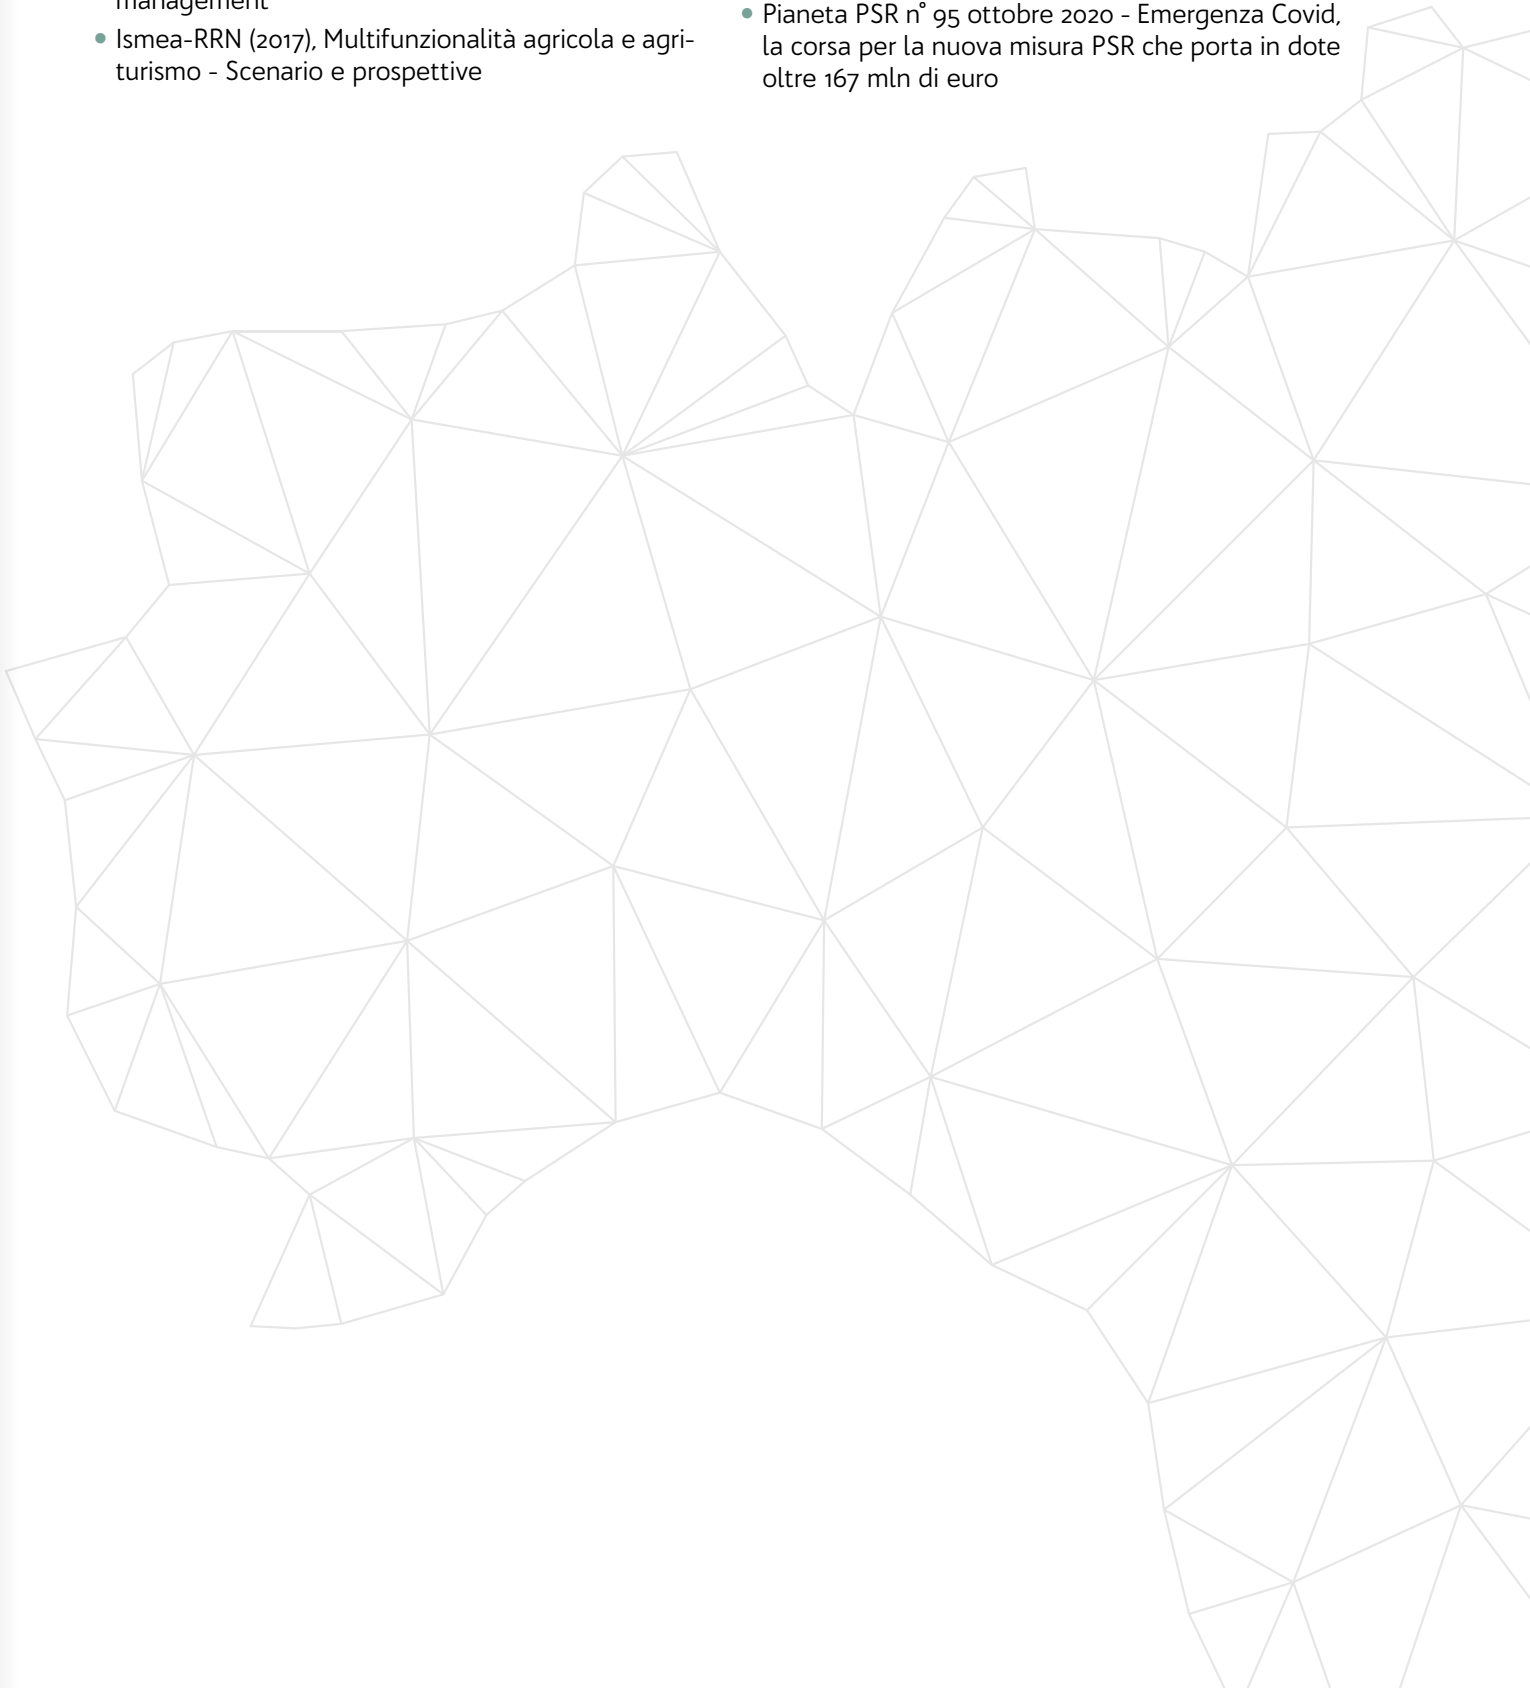 management
• Ismea-RRN (2017), Multifunzionalità agricola e agri-
turismo - Scenario e prospettive
• Pianeta PSR n° 95 ottobre 2020 - Emergenza Covid,
la corsa per la nuova misura PSR che porta in dote
oltre 167 mln di euro